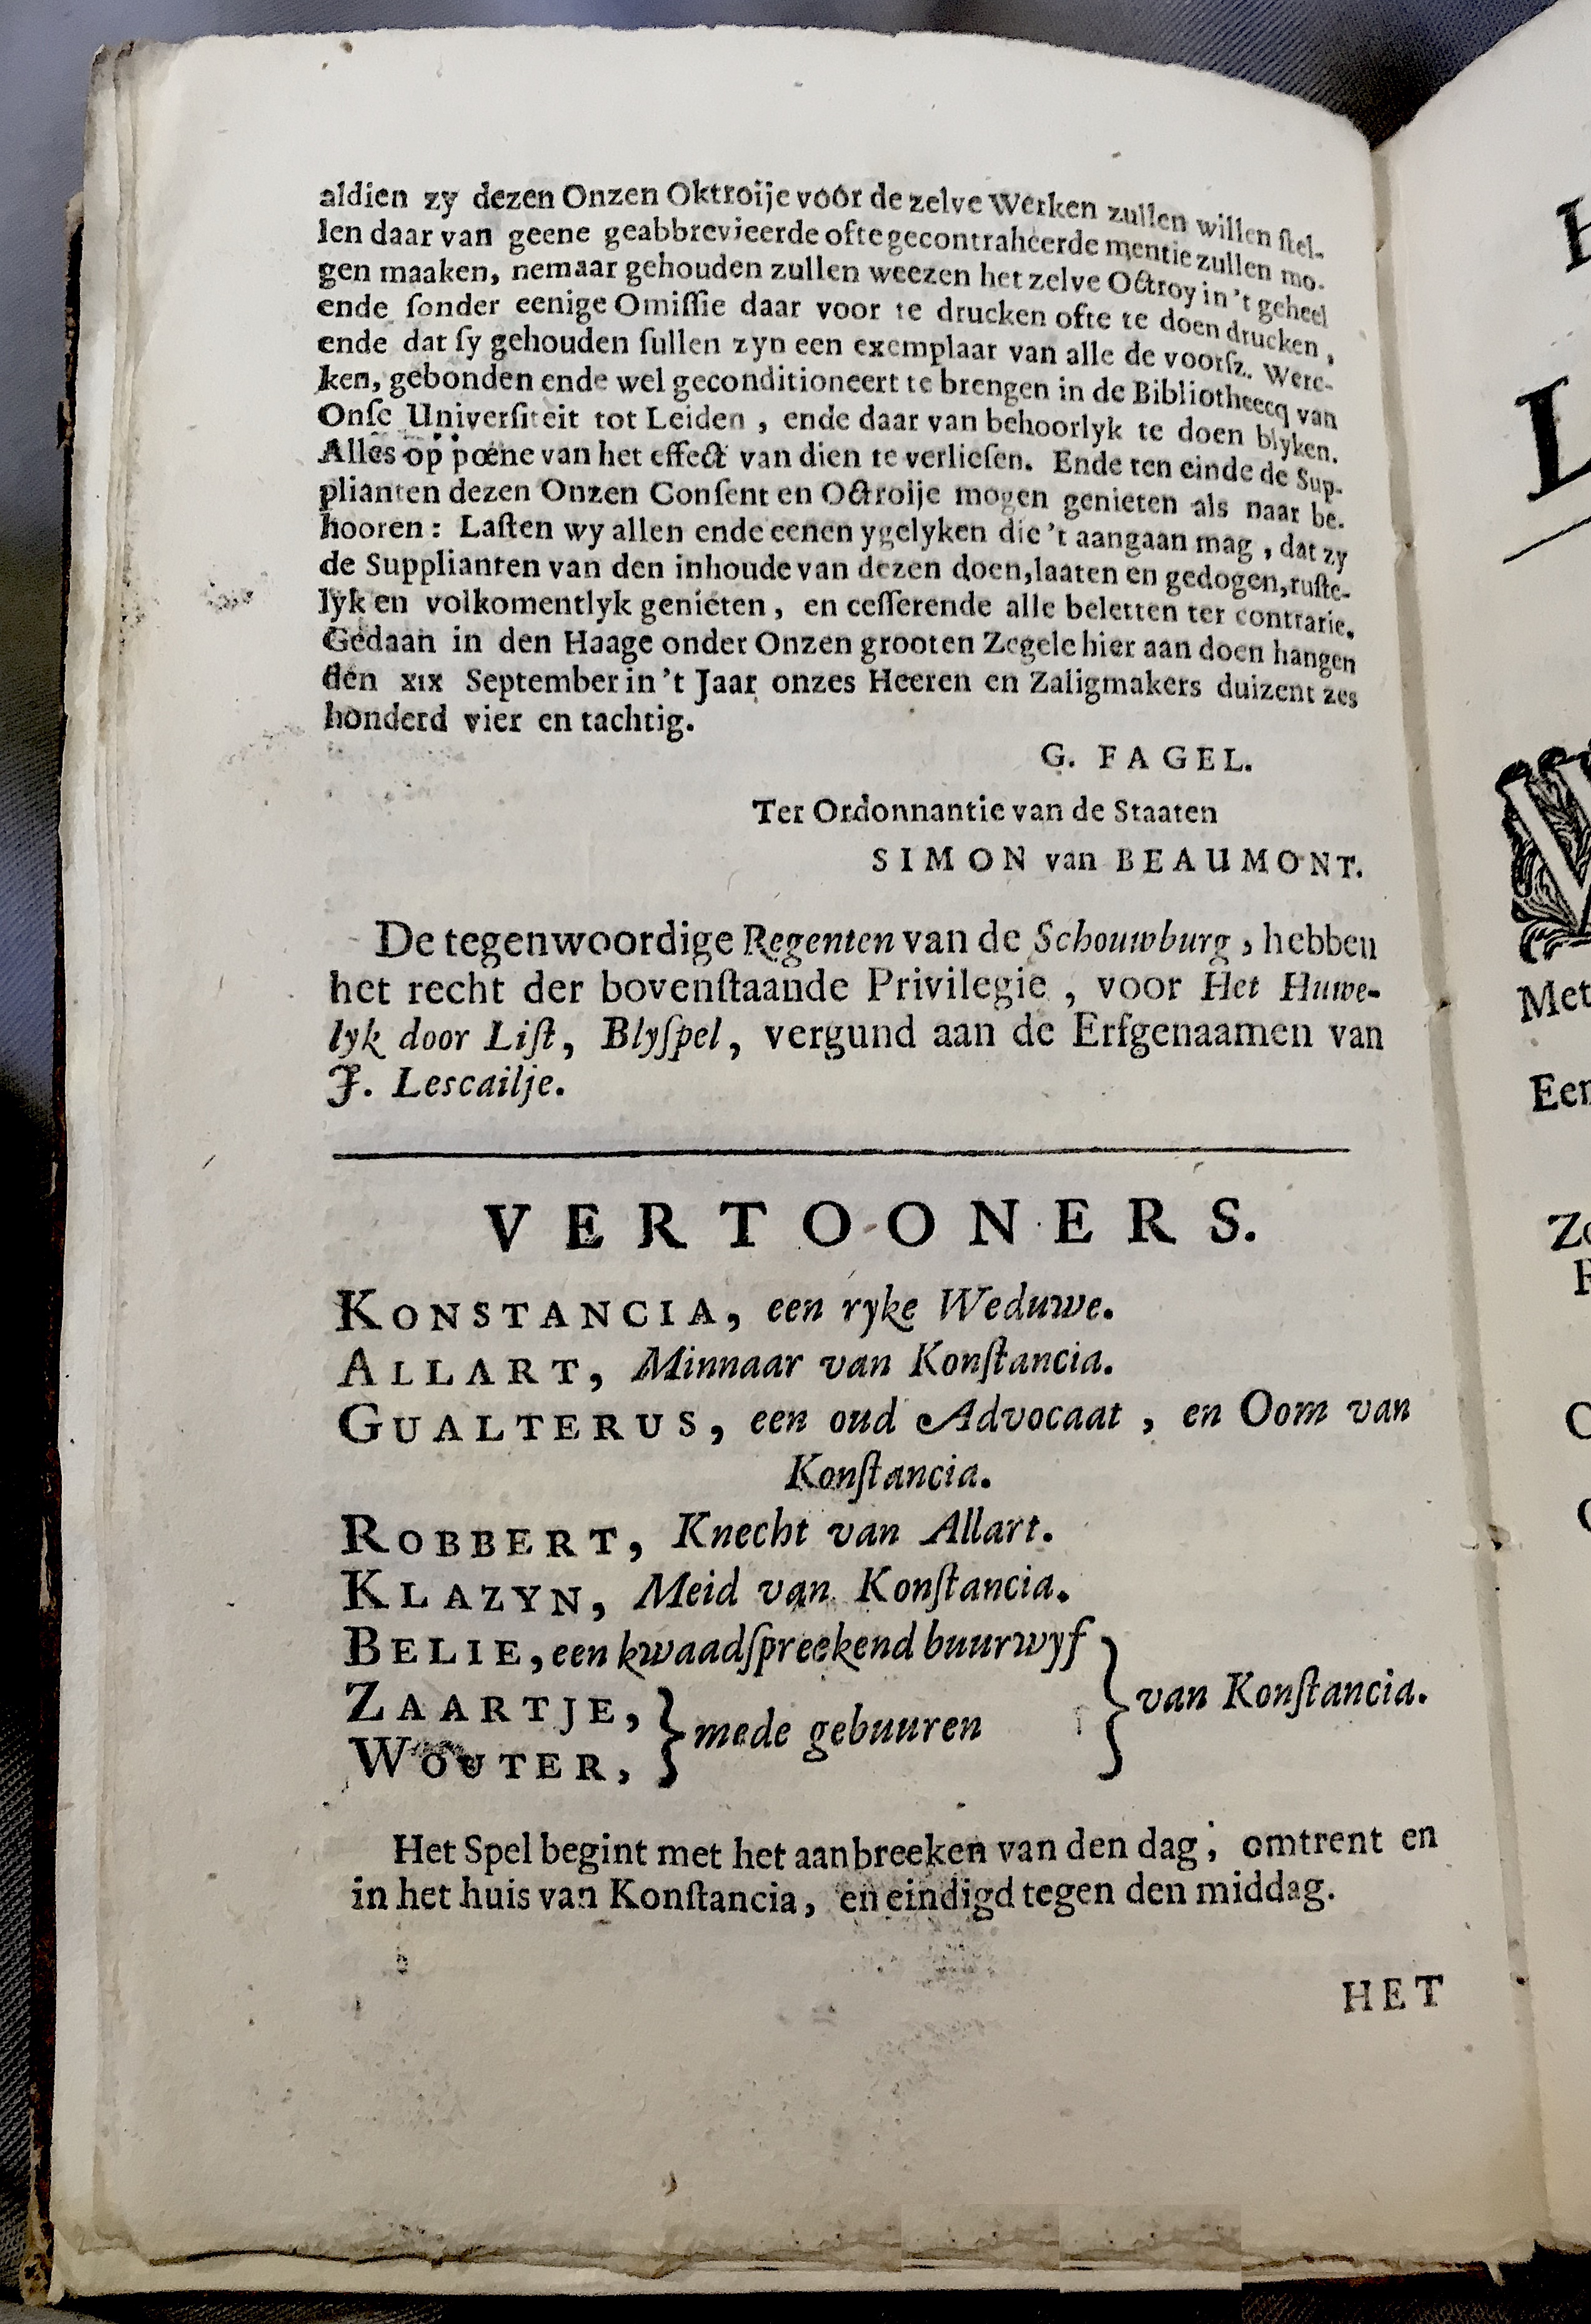 aldien zy dezen Onzen Oktroije voor de zelve Werken zullen willen ſtel-
len daar van geene geabbrevieerde ofte gecontraheerde mentie zullen mo-
gen maaken, nemaar gehouden zullen weezen het zelve Octroy in 't geheel
ende ſonder eenige Omiſſie daar voor te drucken ofte te doen drucken,
ende dat ſy gehouden ſullen zyn een exemplaar van alle de voorſz. Werc-
ken, gebonden ende wel geconditioneert te brengen in de Bibliotheecq van
Onſe Univerſiteit tot Leiden, ende daar van behoorlyk te doen blyken.
Alles op poene van het effect van dien te verlieſen. Ende ten einde de Sup-
plianten dezen Onzen Conſent en Octroije mogen genieten als naar be-
hooren: Laſten wy allen ende eenen ygelyken die 't aangaan mag, dat zy
de Supplianten van den inhoude van dezen doen, laaten en gedogen, ruſte-
lyk en volkomentlyk genieten, en ceſſerende alle beletten ter contrarie.
Gedaan in den Haage onder Onzen grooten Zegele hier aan doen hangen
den XIX September in 't Jaar onzes Heeren en Zaligmakers duizent zes
honderd vier en tachtig.
G. FAGEL.
Ter Ordonnantie van de Staaten
SIMON van BEAUMONT.
De tegenwoordige Regenten van de Schouwburg, hebben
het recht der bovenſtaande Privilegie, voor Het Huwe-
lyk door Liſt, Blyſpel, vergund aan de Erfgenaamen van
J. Lescailje.
VERTOONERS.
KONSTANCIA, een ryke Weduwe.
ALLART, Minnaar van Konſtancia.
GUALTERUS, een oud Advocaat, en Oom van
Konſtancia.
ROBBERT, Knecht van Allart.
KLAZYN, Meid van Konſtancia.
BELIE, een kwaadſpreekend buurwyf
ZAARTJE, } mede gebuuren } van Konſtancia.
WOUTER,
Het Spel begint met het aanbreeken van den dag, omtrent en
in het huis van Konſtancia, en eindigd tegen den middag.
HET
Met